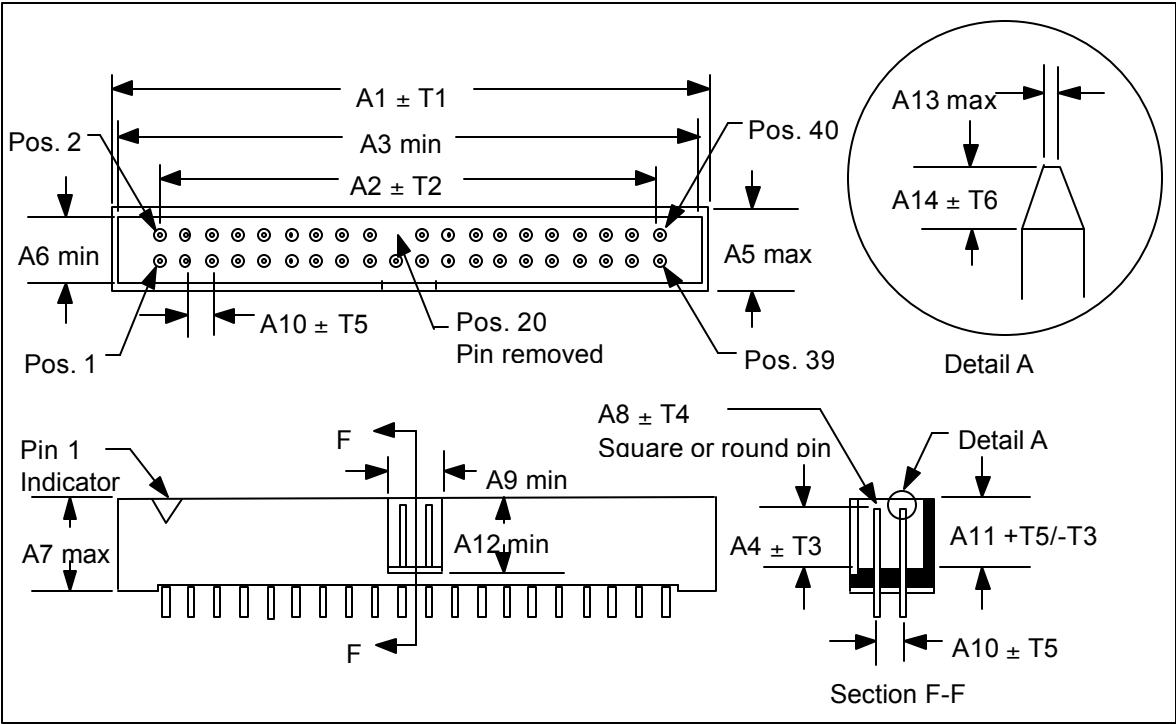 A1 ± T1
A13 max
Pos. 2
A3 min
Pos. 40
A2 ± T2
A14 ± T6
A6 min
A5 max
A10 ± T5
Pos. 20
Pin removed
Pos. 1
Pos. 39
Detail A
A8 ± T4
Square or round pin
Detail A
Pin 1
Indicator
F
A9 min
A7 max
A12 min
A4 ± T3
A11 +T5/-T3
F
A10 ± T5
Section F-F